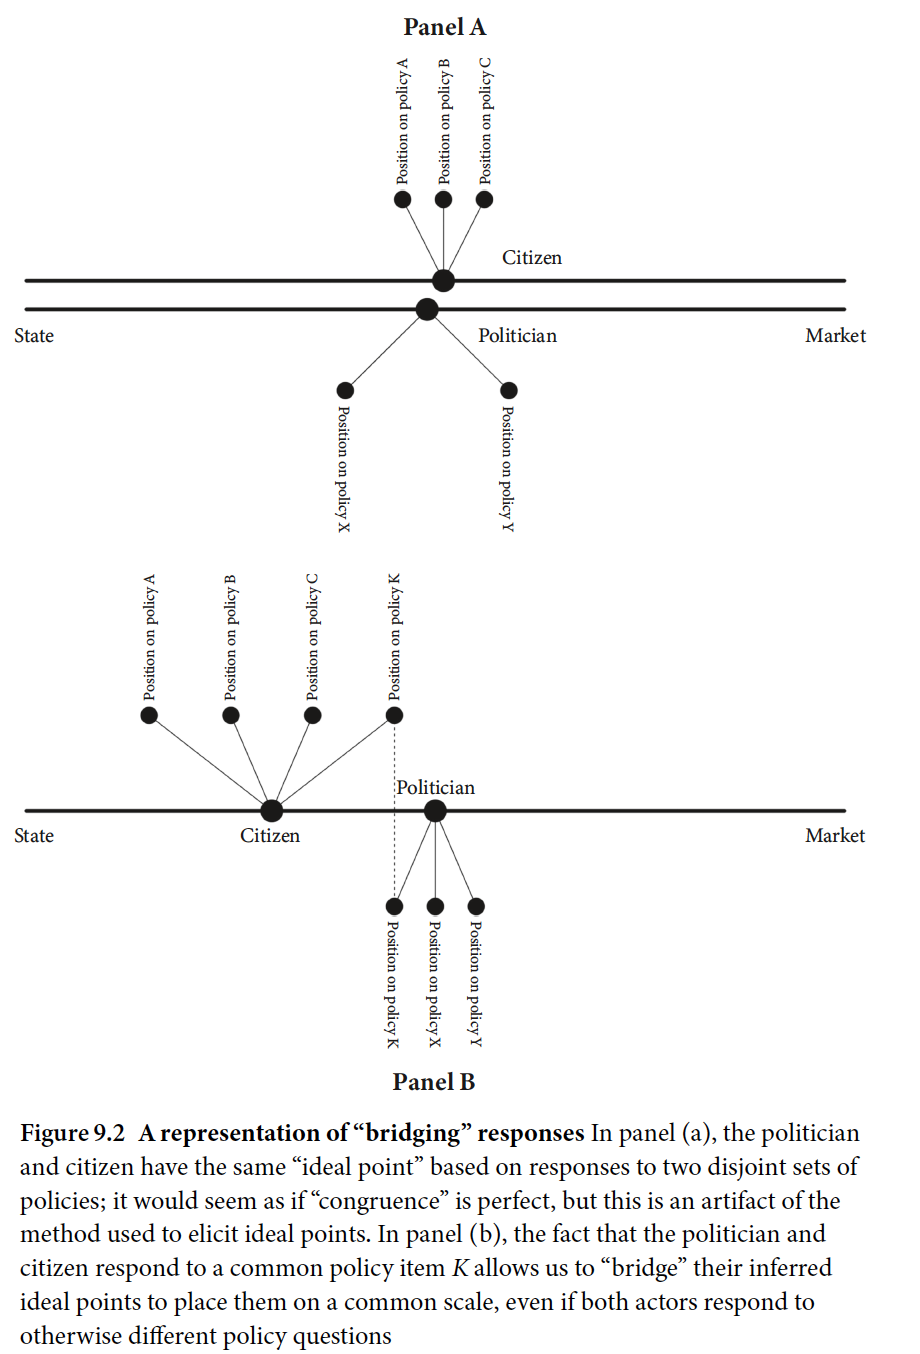 Panel A
Position on policy A
Position on policy B
Position on policy C
Citizen
State
Politician
Market
Position on policy X
Position on policy Y
Position on policy A
Position on policy B
Position on policy C
Position on policy K
Politician
State
Citizen
Market
Position on policy K
Position on policy X
Position on policy Y
Panel B
Figure 9.2 A representation of “bridging” responses In panel (a), the politician
and citizen have the same “ideal point” based on responses to two disjoint sets of
policies; it would seem as if “congruence” is perfect, but this is an artifact of the
method used to elicit ideal points. In panel (b), the fact that the politician and
citizen respond to a common policy item K allows us to “bridge” their inferred
ideal points to place them on a common scale, even if both actors respond to
otherwise different policy questions